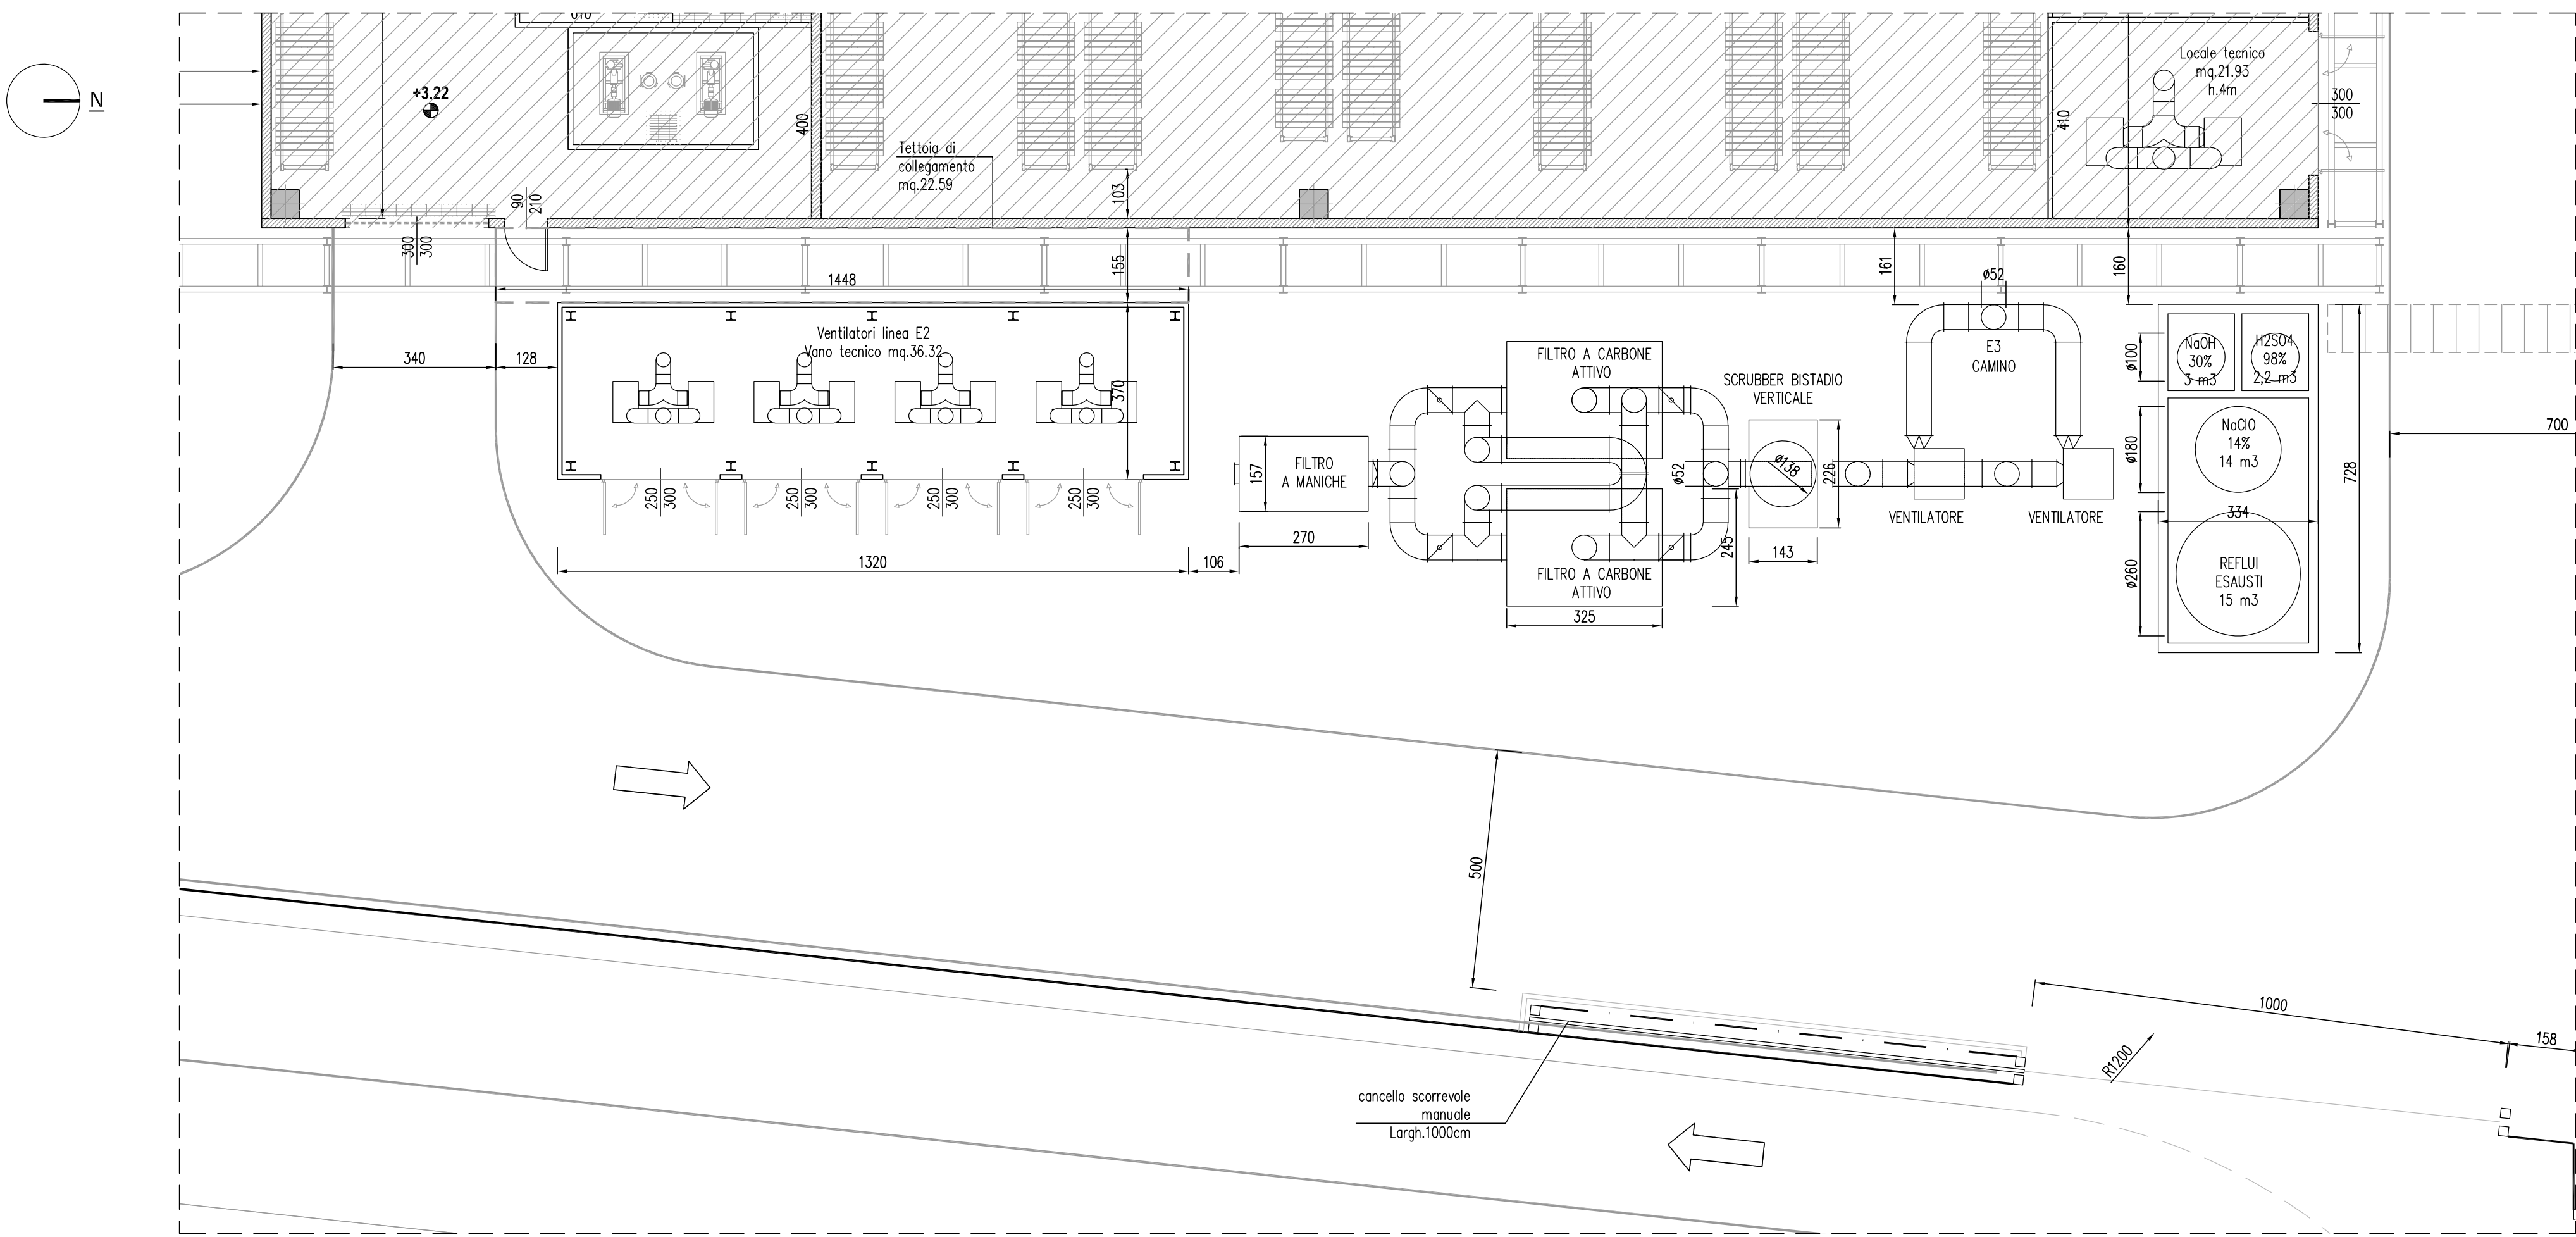 N
+3.22
400
Tettoia di
collegamento
mq.22.59
103
Locale tecnico
mq.21.93
h.4m
410
300
300
90
210
300
300
155
161
160
1448
ø52
Ventilatori linea E2
Vano tecnico mq.36.32
370
340
128
250
300
250
300
250
300
250
300
1320
106
FILTRO
A MANICHE
157
270
FILTRO A CARBONE
ATTIVO
FILTRO A CARBONE
ATTIVO
325
245
ø52
SCRUBBER BISTADIO
VERTICALE
ø138
226
143
E3
CAMINO
VENTILATORE
VENTILATORE
NaOH
30%
3 m3
H2SO4
98%
2,2 m3
ø100
NaClO
14%
14 m3
ø180
334
REFLUI
ESAUSTI
15 m3
ø260
728
700
500
1000
158
R1200
cancello scorrevole
manuale
Largh.1000cm